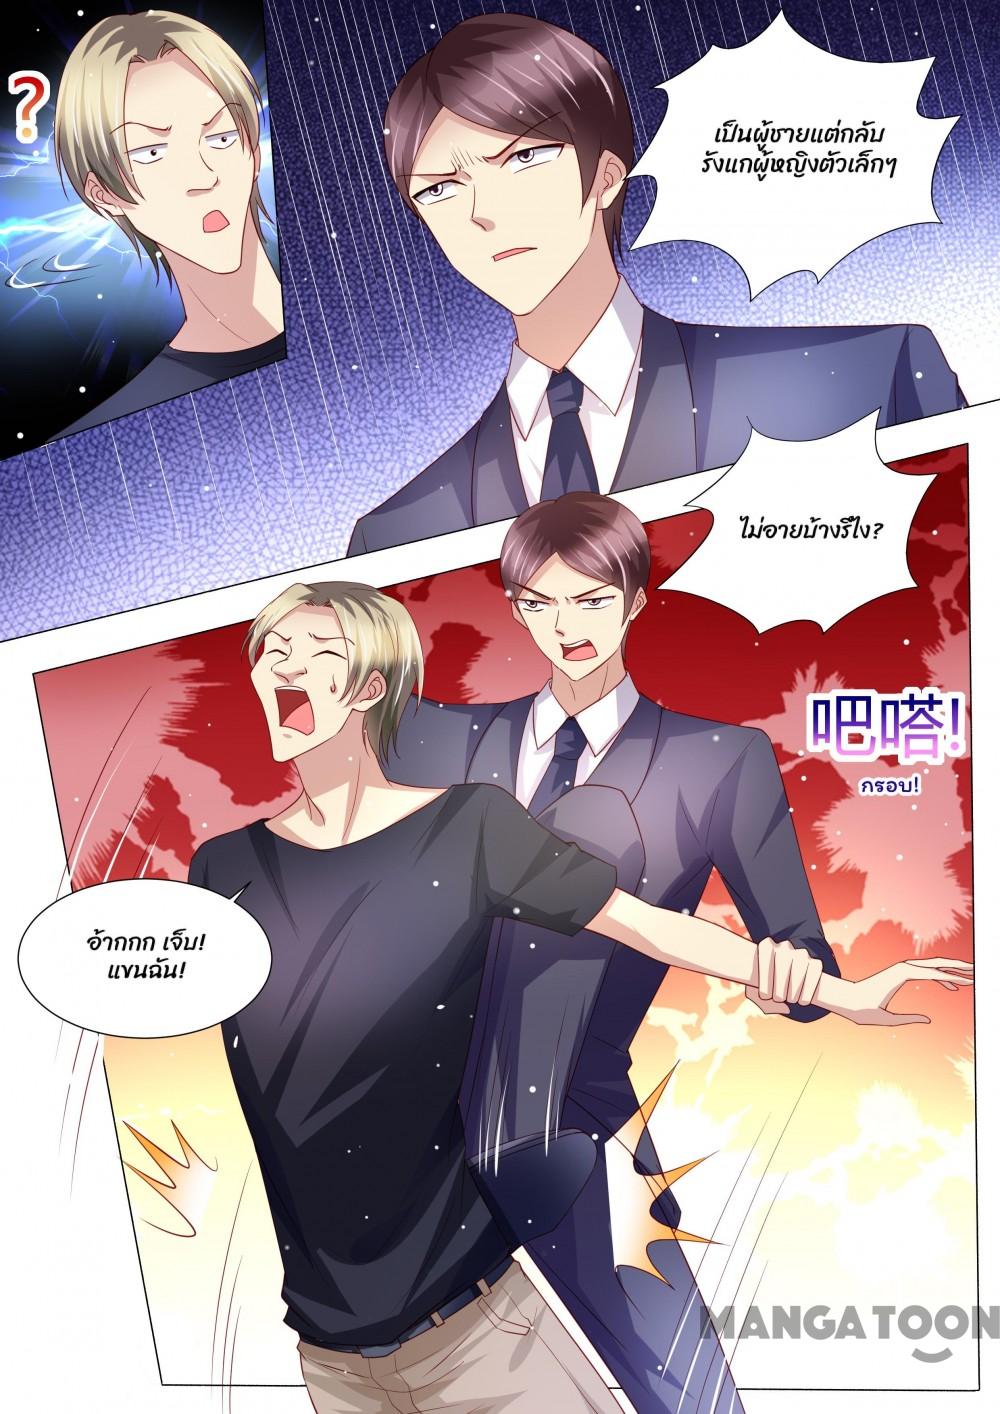 ?
เป็นผู้ชายแต่กลับ
รังแกผู้หญิงตัวเล็กๆ
ไม่อายบ้างรึไง?
吧嗒!
กรอบ!
อ้ากกก เจ็บ!
แขนฉัน!
MANGATOON